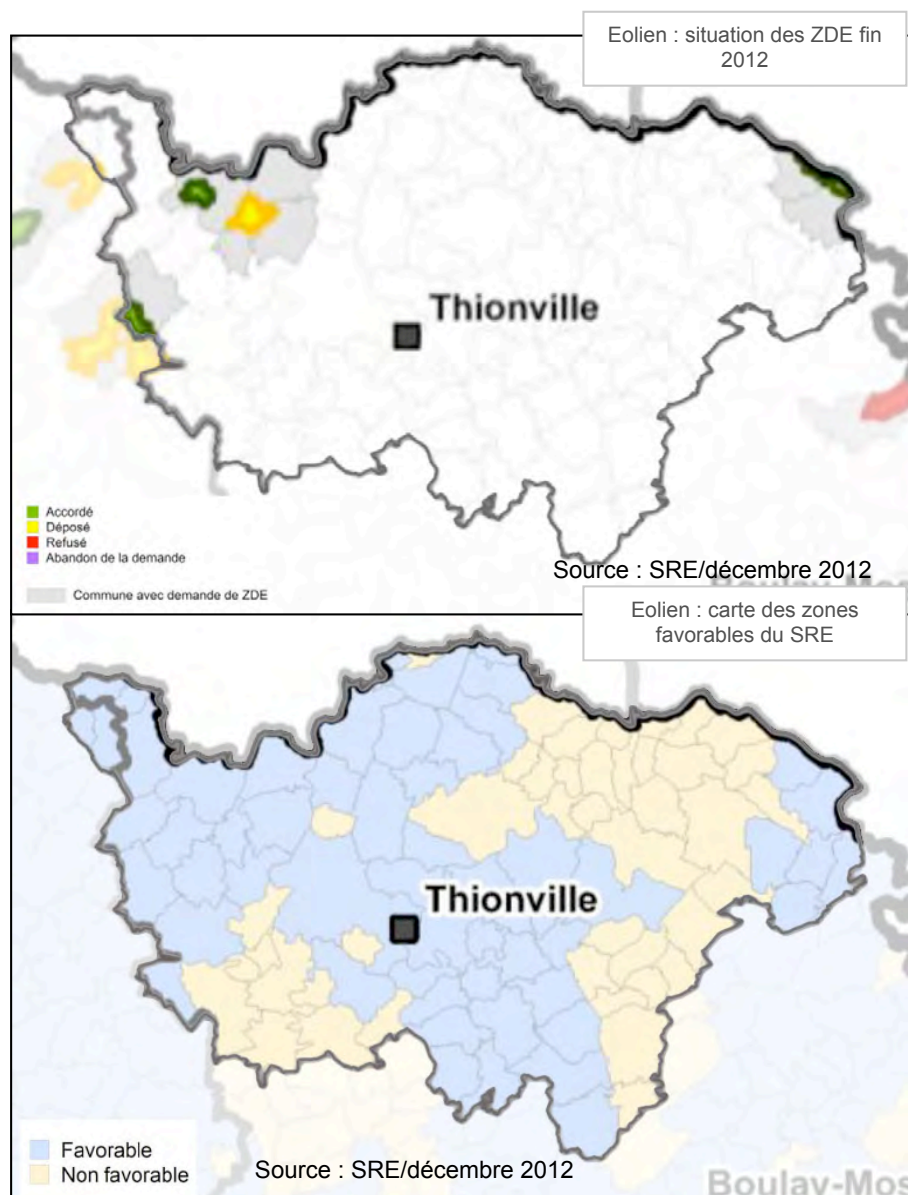 Eolien : situation des ZDE fin
2012
Thionville
Accordé
Déposé
Refusé
Abandon de la demande
Commune avec demande de ZDE
Source : SRE/décembre 2012
Eolien : carte des zones
favorables du SRE
Thionville
Favorable
Non favorable
Source : SRE/décembre 2012
Boulay-Mos